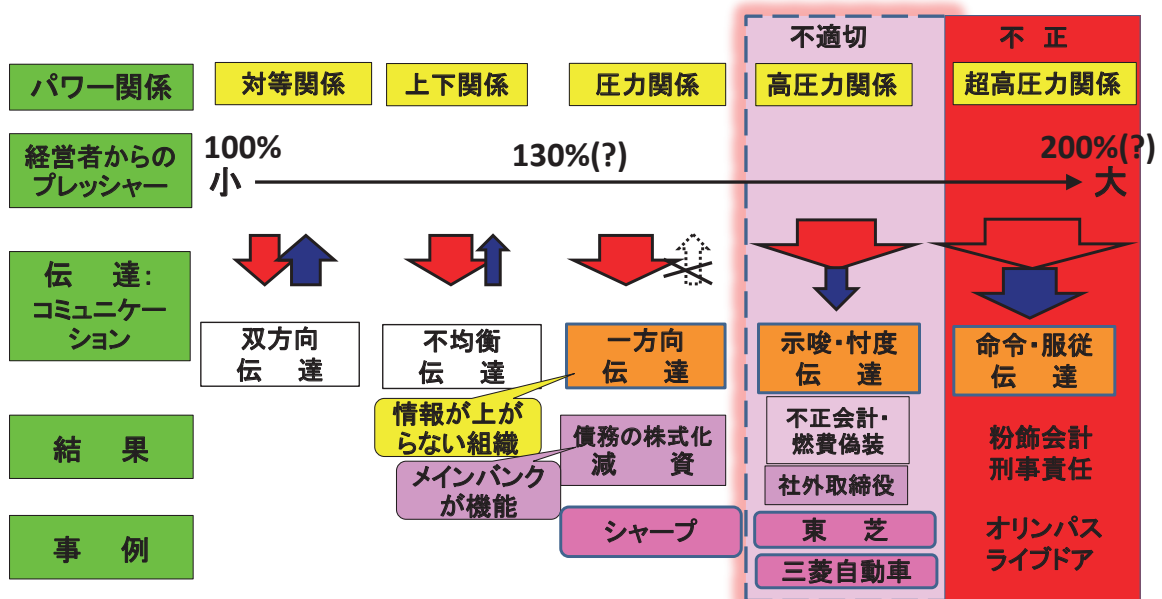 不適切
不 正
パワー関係
対等関係
上下関係
圧力関係
高圧力関係
超高圧力関係
経営者からの
プレッシャー
100%
130%(?)
200%(?)
小
大
伝 達:
コミュニケー
ション
双方向
伝 達
不均衡
伝 達
一方向
伝 達
示唆・忖度
伝 達
命令・服従
伝 達
情報が上が
らない組織
結 果
メインバンク
が機能
債務の株式化
減 資
不正会計・
燃費偽装
社外取締役
粉飾会計
刑事責任
事 例
シャープ
東 芝
三菱自動車
オリンパス
ライブドア